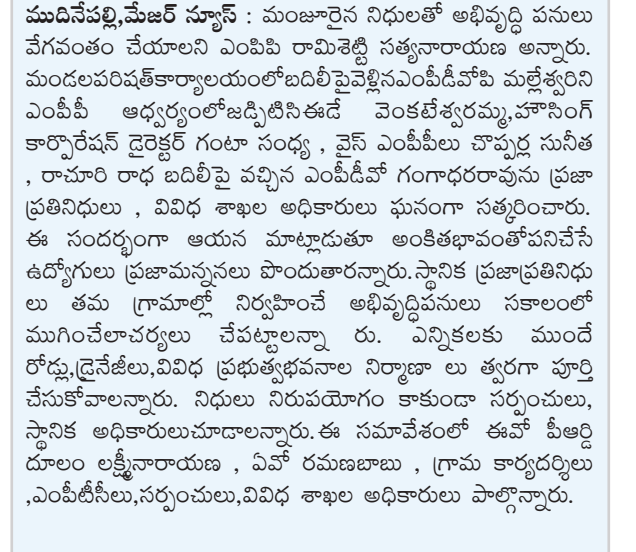 ముదినేపల్లి,మేజర్ న్యూస్ : మంజూరైన నిధులతో అభివృద్ధి పనులు
వేగవంతం చేయాలని ఎంపిపి రామిశెట్టి సత్యనారాయణ అన్నారు.
మండలపరిషత్‌కార్యాలయంలోబదిలీపైవెళ్లినఎంపీడీవోపి మల్లేశ్వరిని
ఎంపీపీ ఆధ్వర్యంలోజడ్పిటిసిఈడే వెంకటేశ్వరమ్మ,హౌసింగ్
కార్పొరేషన్ డైరెక్టర్ గంటా సంధ్య , వైస్ ఎంపీపీలు చొప్పర్ల సునీత
, రాచూరి రాధ బదిలీపై వచ్చిన ఎంపీడీవో గంగాధరరావును ప్రజా
ప్రతినిధులు , వివిధ శాఖల అధికారులు ఘనంగా సత్కరించారు.
ఈ సందర్భంగా ఆయన మాట్లాడుతూ అంకితభావంతోపనిచేసే
ఉద్యోగులు ప్రజామన్ననలు పొందుతారన్నారు.స్థానిక ప్రజాప్రతినిధు
లు తమ గ్రామాల్లో నిర్వహించే అభివృద్ధిపనులు సకాలంలో
ముగించేలాచర్యలు చేపట్టాలన్నా రు. ఎన్నికలకు ముందే
రోడ్లు,డ్రైనేజీలు,వివిధ ప్రభుత్వభవనాల నిర్మాణా లు త్వరగా పూర్తి
చేసుకోవాలన్నారు. నిధులు నిరుపయోగం కాకుండా సర్పంచులు,
స్థానిక అధికారులుచూడాలన్నారు.ఈ సమావేశంలో ఈవో పీఆర్డి
దూలం లక్ష్మీనారాయణ , ఏవో రమణబాబు , గ్రామ కార్యదర్శిలు
,ఎంపీటీసీలు,సర్పంచులు,వివిధ శాఖల అధికారులు పాల్గొన్నారు.